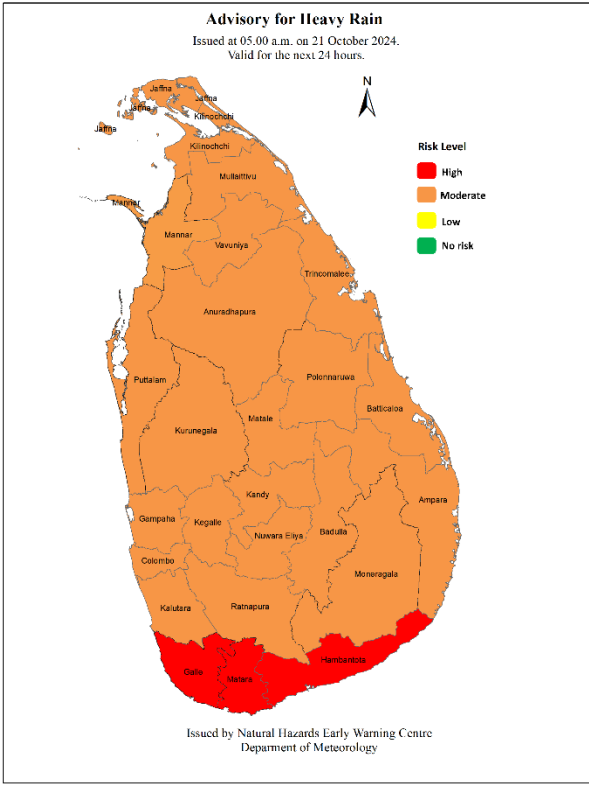 Advisory for Heavy Rain
Issued at 05.00 a.m. on 21 October 2024.
Valid for the next 24 hours.
N
Jaffna
Jaffna
Jaffna
Kilinochchi
Jaffna
Kilinochchi
Mullaittivu
Mannar
Mannar
Vavuniya
Trincomalee
Anuradhapura
Puttalam
Polonnaruwa
Batticaloa
Matale
Kurunegala
Kandy
Ampara
Gampaha
Kegalle
Nuwara Eliya
Badulla
Colombo
Moneragala
Kalutara
Ratnapura
Hambantota
Galle
Matara
Risk Level
High
Moderate
Low
No risk
Issued by Natural Hazards Early Warning Centre
Deparment of Meteorology